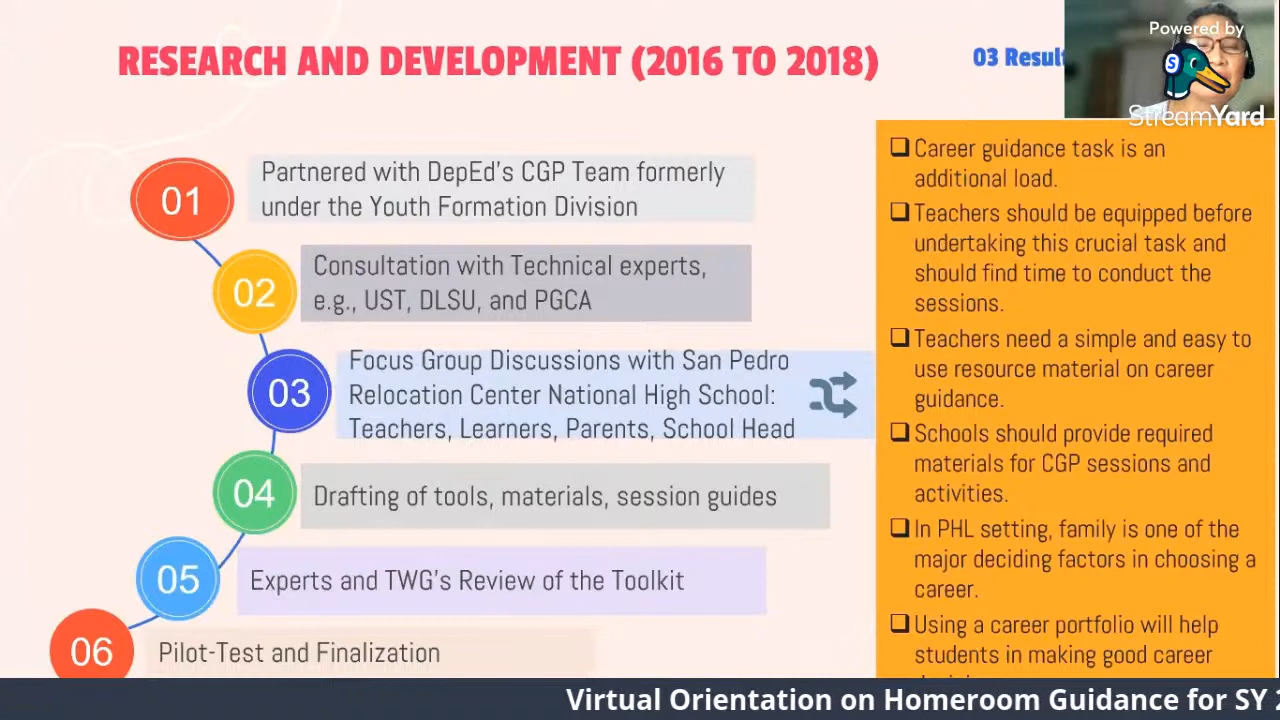 RESEARCH AND DEVELOPMENT (2016 TO 2018)
03
Powered by
S
StreamYard
01
Partnered with DepEd's CGP Team formerly
under the Youth Formation Division
02
Consultation with Technical experts,
e.g., UST, DLSU, and PGCA
03
Focus Group Discussions with San Pedro
Relocation Center National High School:
Teachers, Learners, Parents, School Head
04
Drafting of tools, materials, session guides
05
Experts and TWG's Review of the Toolkit
06
Pilot-Test and Finalization
Career guidance task is an
additional load.
Teachers should be equipped before
undertaking this crucial task and
should find time to conduct the
sessions.
Teachers need a simple and easy to
use resource material on career
guidance.
Schools should provide required
materials for CGP sessions and
activities.
In PHL setting, family is one of the
major deciding factors in choosing a
career.
Using a career portfolio will help
students in making good career
Virtual Orientation on Homeroom Guidance for SY